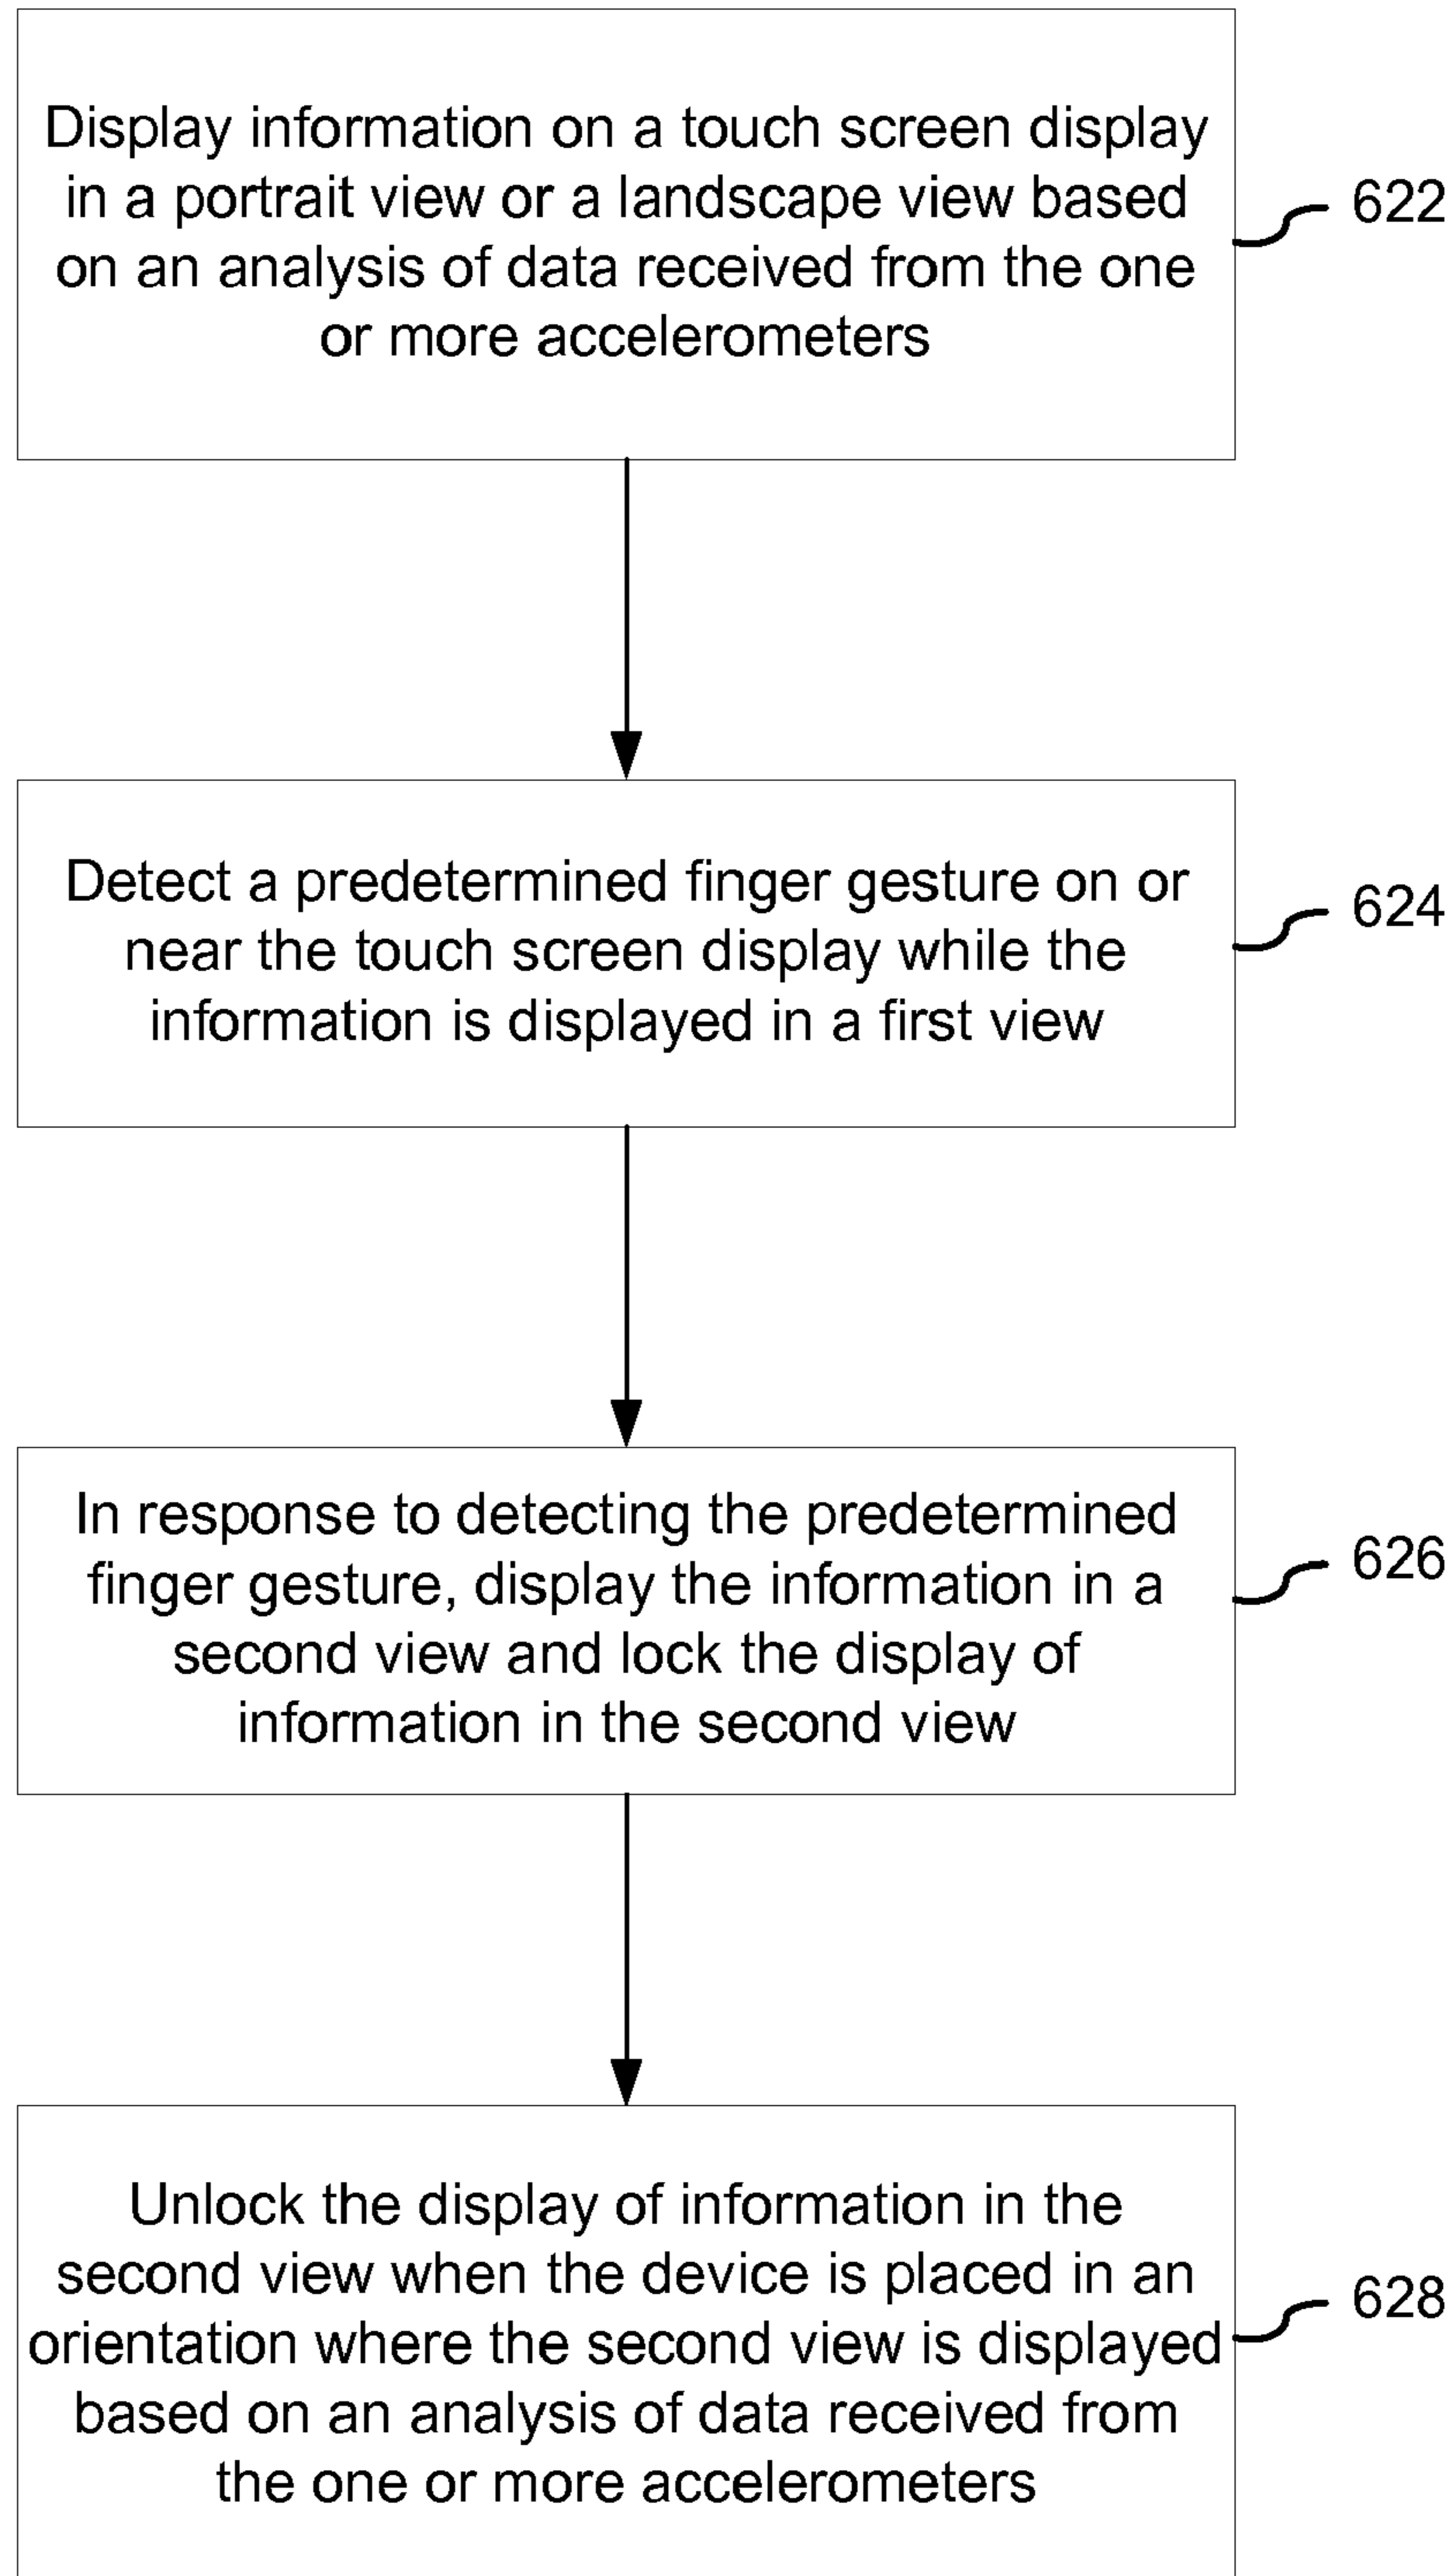 Display information on a touch screen display
in a portrait view or a landscape view based
on an analysis of data received from the one
or more accelerometers
622
Detect a predetermined finger gesture on or
near the touch screen display while the
information is displayed in a first view
624
In response to detecting the predetermined
finger gesture, display the information in a
second view and lock the display of
information in the second view
626
Unlock the display of information in the
second view when the device is placed in an
orientation where the second view is displayed
based on an analysis of data received from
the one or more accelerometers
628